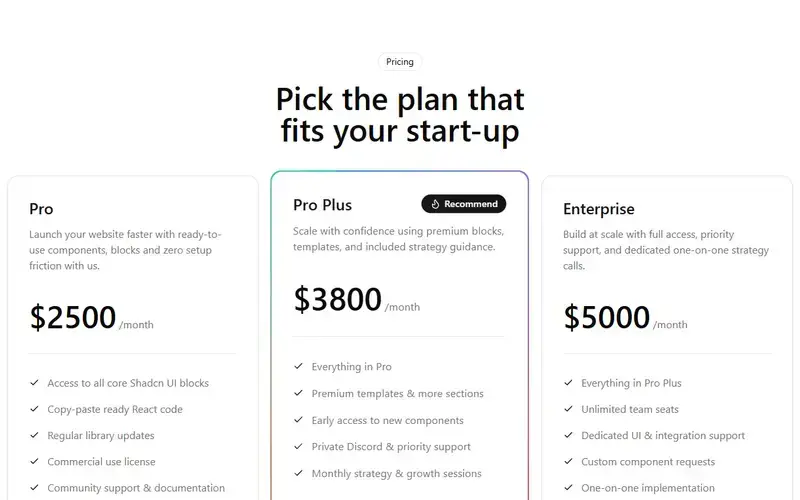 Pricing
Pick the plan that
fits your start-up
Pro
Launch your website faster with ready-to-
use components, blocks and zero setup
friction with us.
$2500 /month
Access to all core Shadcn UI blocks
Copy-paste ready React code
Regular library updates
Commercial use license
Community support & documentation
Pro Plus
Recommend
Scale with confidence using premium blocks,
templates, and included strategy guidance.
$3800 /month
Everything in Pro
Premium templates & more sections
Early access to new components
Private Discord & priority support
Monthly strategy & growth sessions
Enterprise
Build at scale with full access, priority
support, and dedicated one-on-one strategy
calls.
$5000 /month
Everything in Pro Plus
Unlimited team seats
Dedicated UI & integration support
Custom component requests
One-on-one implementation